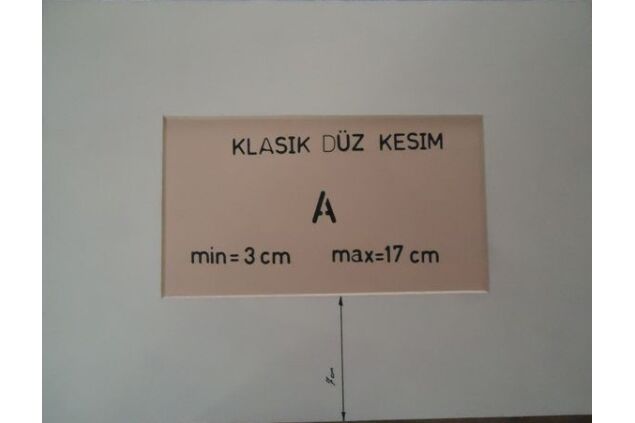 KLASIK DÜZ KESIM
A
min=3 cm max=17 cm